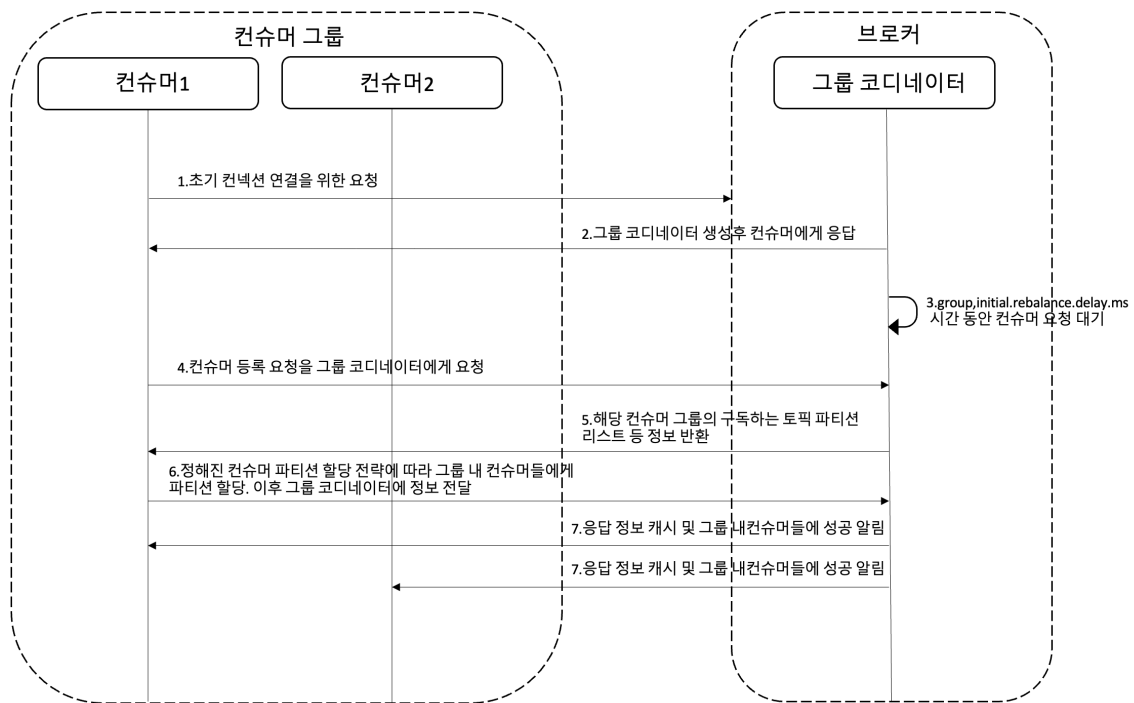 컨슈머 그룹
브로커
컨슈머1
컨슈머2
그룹 코디네이터
1.초기 컨넥션 연결을 위한 요청
2.그룹 코디네이터 생성후 컨슈머에게 응답
3.group,initial.rebalance.delay.ms
시간 동안 컨슈머 요청 대기
4.컨슈머 등록 요청을 그룹 코디네이터에게 요청
5.해당 컨슈머 그룹의 구독하는 토픽 파티션
리스트 등 정보 반환
6.정해진 컨슈머 파티션 할당 전략에 따라 그룹 내 컨슈머들에게
파티션 할당. 이후 그룹 코디네이터에 정보 전달
7.응답 정보 캐시 및 그룹 내컨슈머들에 성공 알림
7.응답 정보 캐시 및 그룹 내컨슈머들에 성공 알림